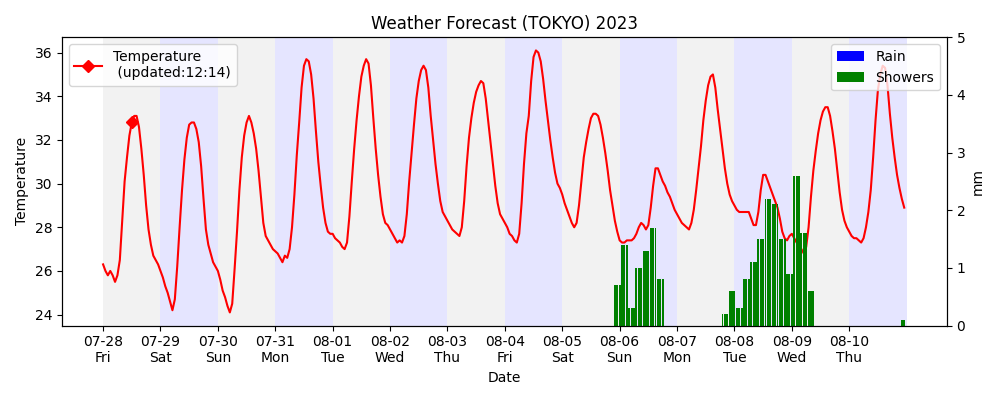 Weather Forecast (TOKYO) 2023
Temperature
(updated:12:14)
Rain
Showers
Temperature
36
34
32
30
28
26
24
5
4
3
2
1
0
mm
07-28 07-29 07-30 07-31 08-01 08-02 08-03 08-04 08-05 08-06 08-07 08-08 08-09 08-10
Fri Sat Sun Mon Tue Wed Thu Fri Sat Sun Mon Tue Wed Thu
Date